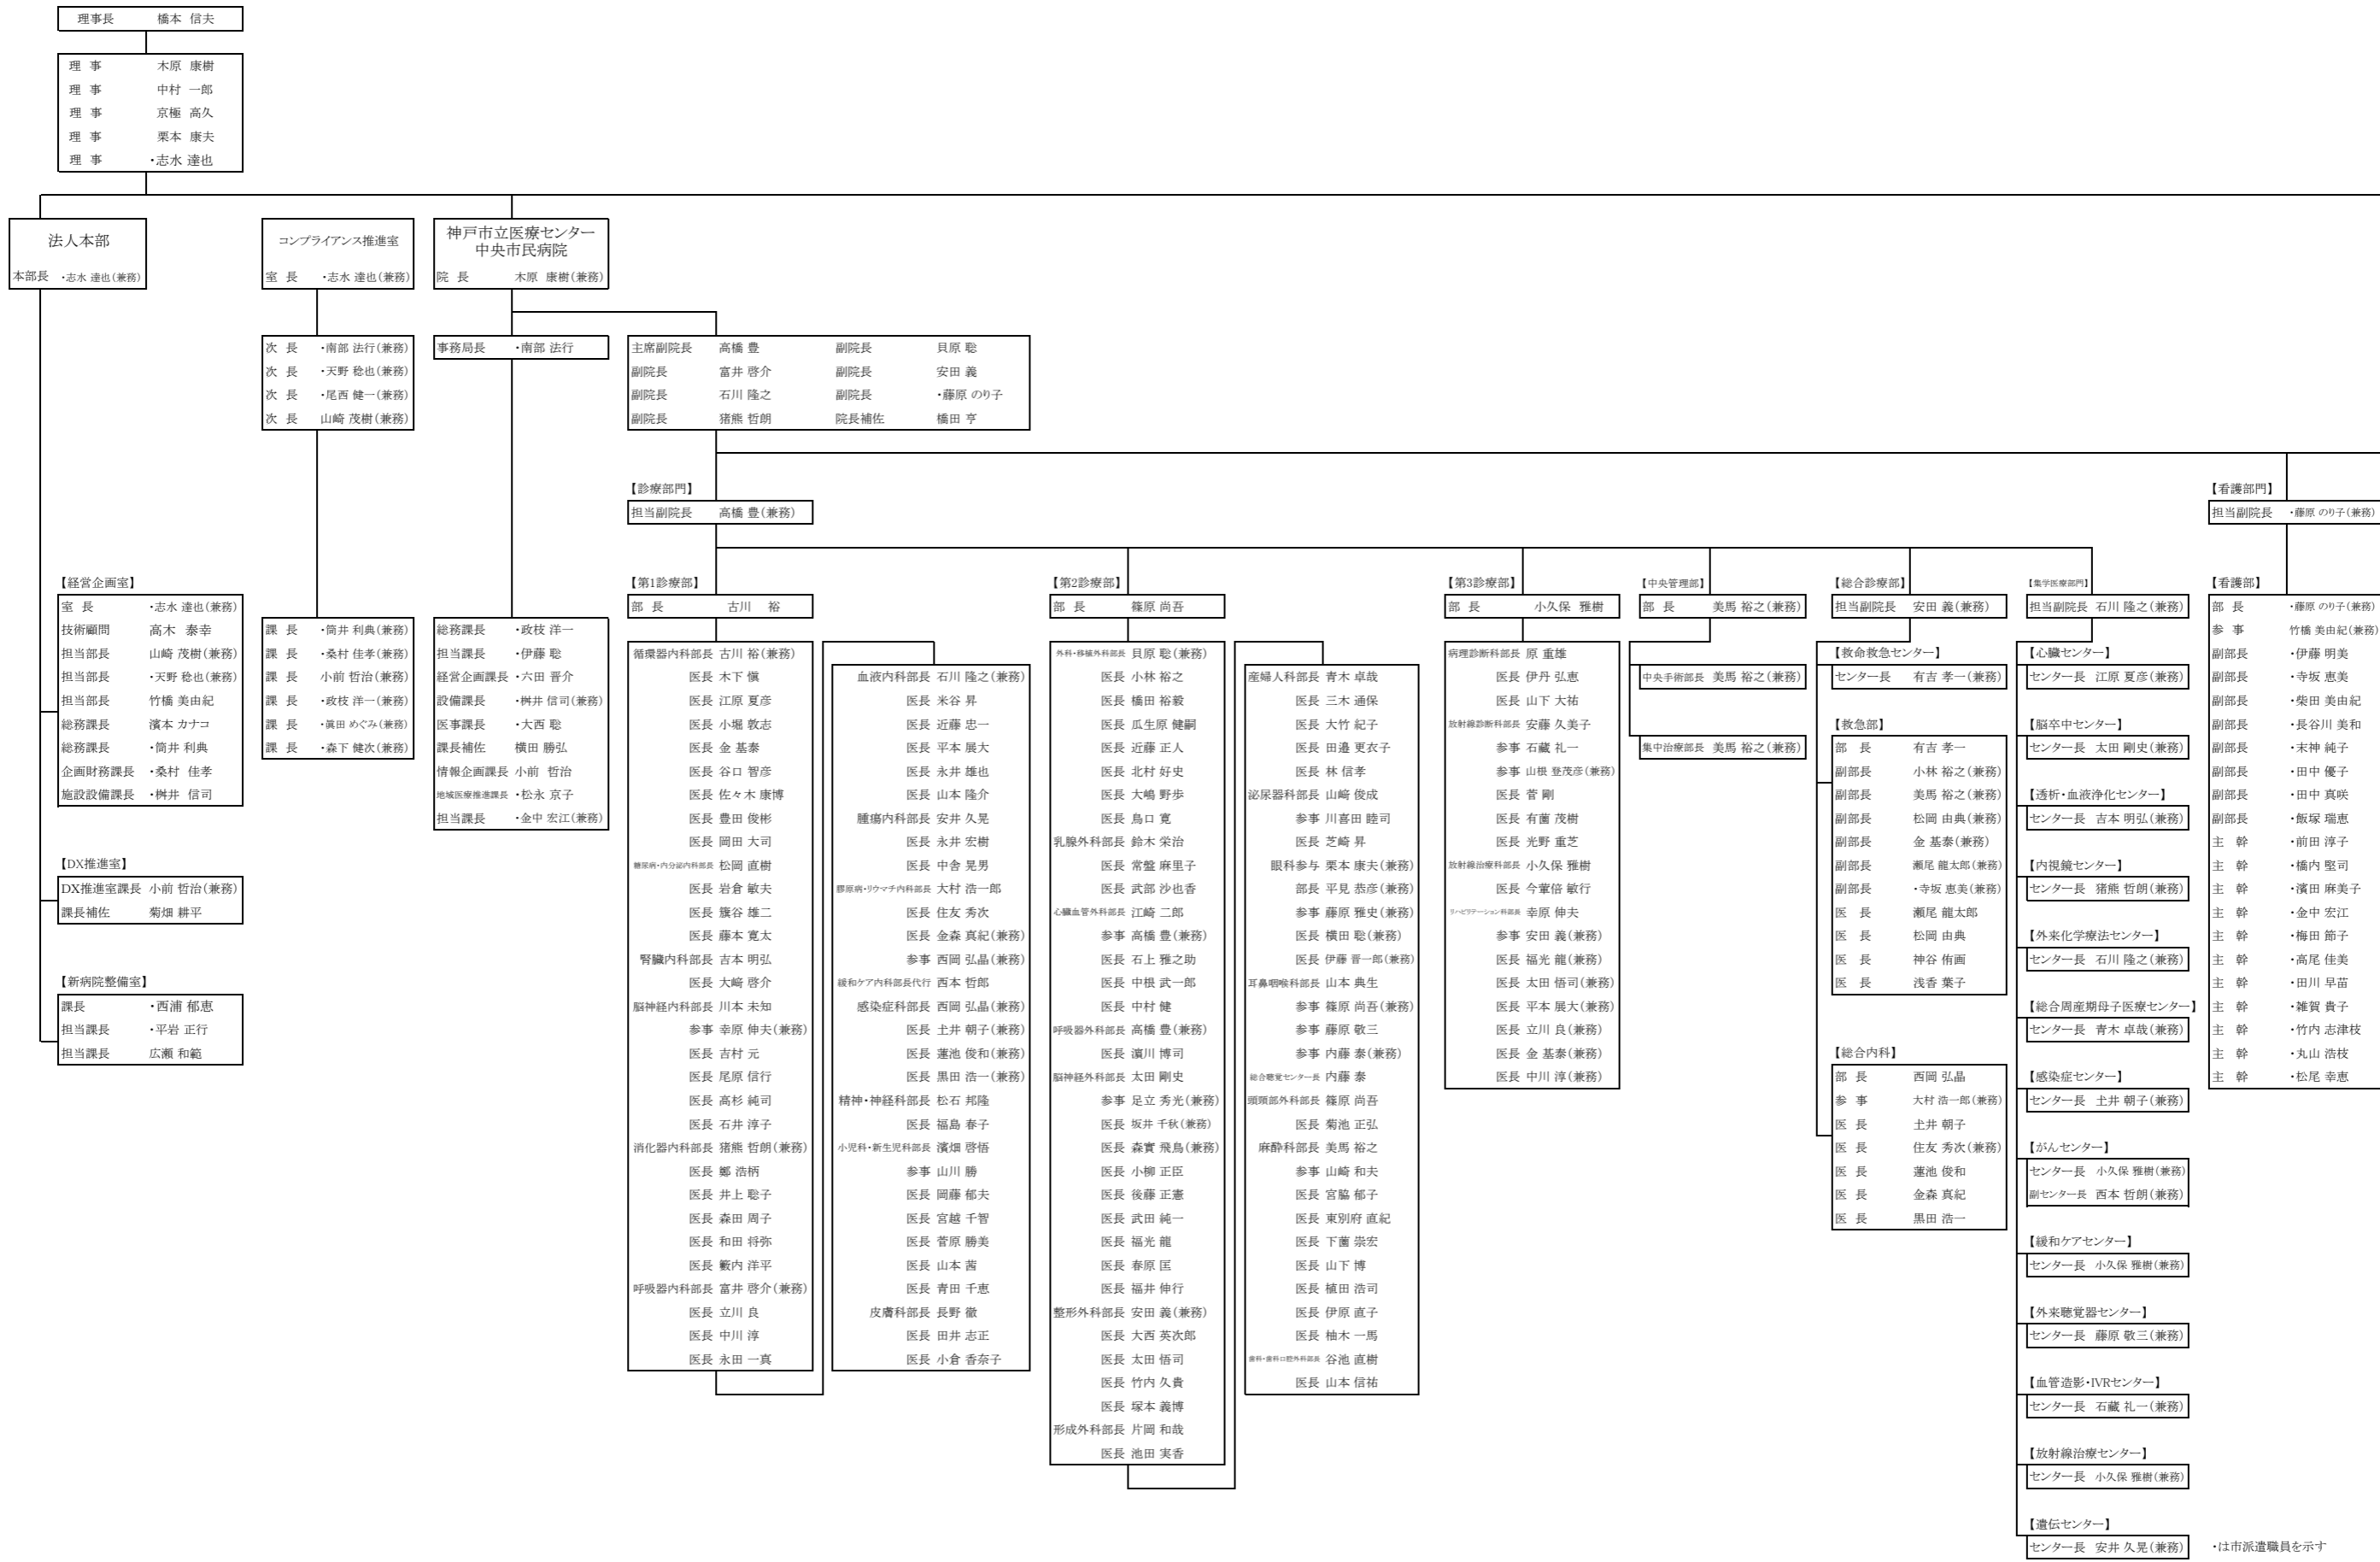 理事長 橋本 信夫
理 事 木原 康樹
理 事 中村 一郎
理 事 京極 高久
理 事 栗本 康夫
理 事 ・志水 達也
法人本部
本部長 ・志水 達也(兼務)
コンプライアンス推進室
室 長 ・志水 達也(兼務)
神戸市立医療センター
中央市民病院
院 長 木原 康樹(兼務)
次 長 ・南部 法行(兼務)
次 長 ・天野 稔也(兼務)
次 長 ・尾西 健一(兼務)
次 長 山崎 茂樹(兼務)
事務局長 ・南部 法行
主席副院長 高橋 豊 副院長 貝原 聡
副院長 富井 啓介 副院長 安田 義
副院長 石川 隆之 副院長 ・藤原 のり子
副院長 猪熊 哲朗 院長補佐 橋田 亨
【診療部門】
担当副院長 高橋 豊(兼務)
【看護部門】
担当副院長 ・藤原 のり子(兼務)
【経営企画室】
室 長 ・志水 達也(兼務)
技術顧問 高木 泰幸
担当部長 山崎 茂樹(兼務)
担当部長 ・天野 稔也(兼務)
担当部長 竹橋 美由紀
総務課長 濱本 カナコ
総務課長 ・筒井 利典
企画財務課長 ・桑村 佳孝
施設設備課長 ・桝井 信司
【DX推進室】
DX推進室課長 小前 哲治(兼務)
課長補佐 菊畑 耕平
【新病院整備室】
課長 ・西浦 郁恵
担当課長 ・平岩 正行
担当課長 広瀬 和範
課 長 ・筒井 利典(兼務)
課 長 ・桑村 佳孝(兼務)
課 長 小前 哲治(兼務)
課 長 ・政枝 洋一(兼務)
課 長 ・眞田 めぐみ(兼務)
課 長 ・森下 健次(兼務)
総務課長 ・政枝 洋一
担当課長 ・伊藤 聡
経営企画課長 ・六田 晋介
設備課長 ・桝井 信司(兼務)
医事課長 ・大西 聡
課長補佐 横田 勝弘
情報企画課長 小前 哲治
地域医療推進課長 ・松永 京子
担当課長 ・金中 宏江(兼務)
【第1診療部】
部 長 古川 裕
循環器内科部長 古川 裕(兼務)
医長 木下 愼
医長 江原 夏彦
医長 小堀 敦志
医長 金 基泰
医長 谷口 智彦
医長 佐々木 康博
医長 豊田 俊彬
医長 岡田 大司
糖尿病・内分泌内科部長 松岡 直樹
医長 岩倉 敏夫
医長 簇谷 雄二
医長 藤本 寛太
腎臓内科部長 吉本 明弘
医長 大﨑 啓介
脳神経内科部長 川本 未知
参事 幸原 伸夫(兼務)
医長 吉村 元
医長 尾原 信行
医長 高杉 純司
医長 石井 淳子
消化器内科部長 猪熊 哲朗(兼務)
医長 鄭 浩柄
医長 井上 聡子
医長 森田 周子
医長 和田 将弥
医長 籔内 洋平
呼吸器内科部長 富井 啓介(兼務)
医長 立川 良
医長 中川 淳
医長 永田 一真
血液内科部長 石川 隆之(兼務)
医長 米谷 昇
医長 近藤 忠一
医長 平本 展大
医長 永井 雄也
医長 山本 隆介
腫瘍内科部長 安井 久晃
医長 永井 宏樹
医長 中舎 晃男
膠原病・リウマチ内科部長 大村 浩一郎
医長 住友 秀次
医長 金森 真紀(兼務)
参事 西岡 弘晶(兼務)
緩和ケア内科部長代行 西本 哲郎
感染症科部長 西岡 弘晶(兼務)
医長 土井 朝子(兼務)
医長 蓮池 俊和(兼務)
医長 黒田 浩一(兼務)
精神・神経科部長 松石 邦隆
医長 福島 春子
小児科・新生児科部長 濱畑 啓悟
参事 山川 勝
医長 岡藤 郁夫
医長 宮越 千智
医長 菅原 勝美
医長 山本 茜
医長 青田 千恵
皮膚科部長 長野 徹
医長 田井 志正
医長 小倉 香奈子
【第2診療部】
部 長 篠原 尚吾
外科・移植外科部長 貝原 聡(兼務)
医長 小林 裕之
医長 橋田 裕毅
医長 瓜生原 健嗣
医長 近藤 正人
医長 北村 好史
医長 大嶋 野歩
医長 鳥口 寛
乳腺外科部長 鈴木 栄治
医長 常盤 麻里子
医長 武部 沙也香
心臓血管外科部長 江崎 二郎
参事 高橋 豊(兼務)
医長 石上 雅之助
医長 中根 武一郎
医長 中村 健
呼吸器外科部長 高橋 豊(兼務)
医長 濵川 博司
脳神経外科部長 太田 剛史
参事 足立 秀光(兼務)
医長 坂井 千秋(兼務)
医長 森實 飛鳥(兼務)
医長 小柳 正臣
医長 後藤 正憲
医長 武田 純一
医長 福光 龍
医長 春原 匡
医長 福井 伸行
整形外科部長 安田 義(兼務)
医長 大西 英次郎
医長 太田 悟司
医長 竹内 久貴
医長 塚本 義博
形成外科部長 片岡 和哉
医長 池田 実香
産婦人科部長 青木 卓哉
医長 三木 通保
医長 大竹 紀子
医長 田邉 更衣子
医長 林 信孝
泌尿器科部長 山﨑 俊成
参事 川喜田 睦司
医長 芝﨑 昇
眼科参与 栗本 康夫(兼務)
部長 平見 恭彦(兼務)
参事 藤原 雅史(兼務)
医長 横田 聡(兼務)
医長 伊藤 晋一郎(兼務)
耳鼻咽喉科部長 山本 典生
参事 篠原 尚吾(兼務)
参事 藤原 敬三
参事 内藤 泰(兼務)
総合聴覚センター長 内藤 泰
頭頸部外科部長 篠原 尚吾
医長 菊池 正弘
麻酔科部長 美馬 裕之
参事 山崎 和夫
医長 宮脇 郁子
医長 東別府 直紀
医長 下薗 崇宏
医長 山下 博
医長 植田 浩司
医長 伊原 直子
医長 柚木 一馬
歯科・歯科口腔外科部長 谷池 直樹
医長 山本 信祐
【第3診療部】
部 長 小久保 雅樹
病理診断科部長 原 重雄
医長 伊丹 弘恵
医長 山下 大祐
放射線診断科部長 安藤 久美子
参事 石蔵 礼一
参事 山根 登茂彦(兼務)
医長 菅 剛
医長 有薗 茂樹
医長 光野 重芝
放射線治療科部長 小久保 雅樹
医長 今葷倍 敏行
リハビリテーション科部長 幸原 伸夫
参事 安田 義(兼務)
医長 福光 龍(兼務)
医長 太田 悟司(兼務)
医長 平本 展大(兼務)
医長 立川 良(兼務)
医長 金 基泰(兼務)
医長 中川 淳(兼務)
【中央管理部】
部 長 美馬 裕之(兼務)
中央手術部長 美馬 裕之(兼務)
集中治療部長 美馬 裕之(兼務)
【総合診療部】
担当副院長 安田 義(兼務)
【救命救急センター】
センター長 有吉 孝一(兼務)
【救急部】
部 長 有吉 孝一
副部長 小林 裕之(兼務)
副部長 美馬 裕之(兼務)
副部長 松岡 由典(兼務)
副部長 金 基泰(兼務)
副部長 瀬尾 龍太郎(兼務)
副部長 ・寺坂 恵美(兼務)
医 長 瀬尾 龍太郎
医 長 松岡 由典
医 長 神谷 侑画
医 長 浅香 葉子
【総合内科】
部 長 西岡 弘晶
参 事 大村 浩一郎(兼務)
医 長 土井 朝子
医 長 住友 秀次(兼務)
医 長 蓮池 俊和
医 長 金森 真紀
医 長 黒田 浩一
【集学医療部門】
担当副院長 石川 隆之(兼務)
【心臓センター】
センター長 江原 夏彦(兼務)
【脳卒中センター】
センター長 太田 剛史(兼務)
【透析・血液浄化センター】
センター長 吉本 明弘(兼務)
【内視鏡センター】
センター長 猪熊 哲朗(兼務)
【外来化学療法センター】
センター長 石川 隆之(兼務)
【総合周産期母子医療センター】
センター長 青木 卓哉(兼務)
【感染症センター】
センター長 土井 朝子(兼務)
【がんセンター】
センター長 小久保 雅樹(兼務)
副センター長 西本 哲朗(兼務)
【緩和ケアセンター】
センター長 小久保 雅樹(兼務)
【外来聴覚器センター】
センター長 藤原 敬三(兼務)
【血管造影・IVRセンター】
センター長 石蔵 礼一(兼務)
【放射線治療センター】
センター長 小久保 雅樹(兼務)
【遺伝センター】
センター長 安井 久晃(兼務)
【看護部】
部 長 ・藤原 のり子(兼務)
参 事 竹橋 美由紀(兼務)
副部長 ・伊藤 明美
副部長 ・寺坂 恵美
副部長 ・柴田 美由紀
副部長 ・長谷川 美和
副部長 ・末神 純子
副部長 ・田中 優子
副部長 ・田中 真咲
副部長 ・飯塚 瑞恵
主 幹 ・前田 淳子
主 幹 ・橋内 堅司
主 幹 ・濱田 麻美子
主 幹 ・金中 宏江
主 幹 ・梅田 節子
主 幹 ・高尾 佳美
主 幹 ・田川 早苗
主 幹 ・雑賀 貴子
主 幹 ・竹内 志津枝
主 幹 ・丸山 浩枝
主 幹 ・松尾 幸恵
・は市派遣職員を示す